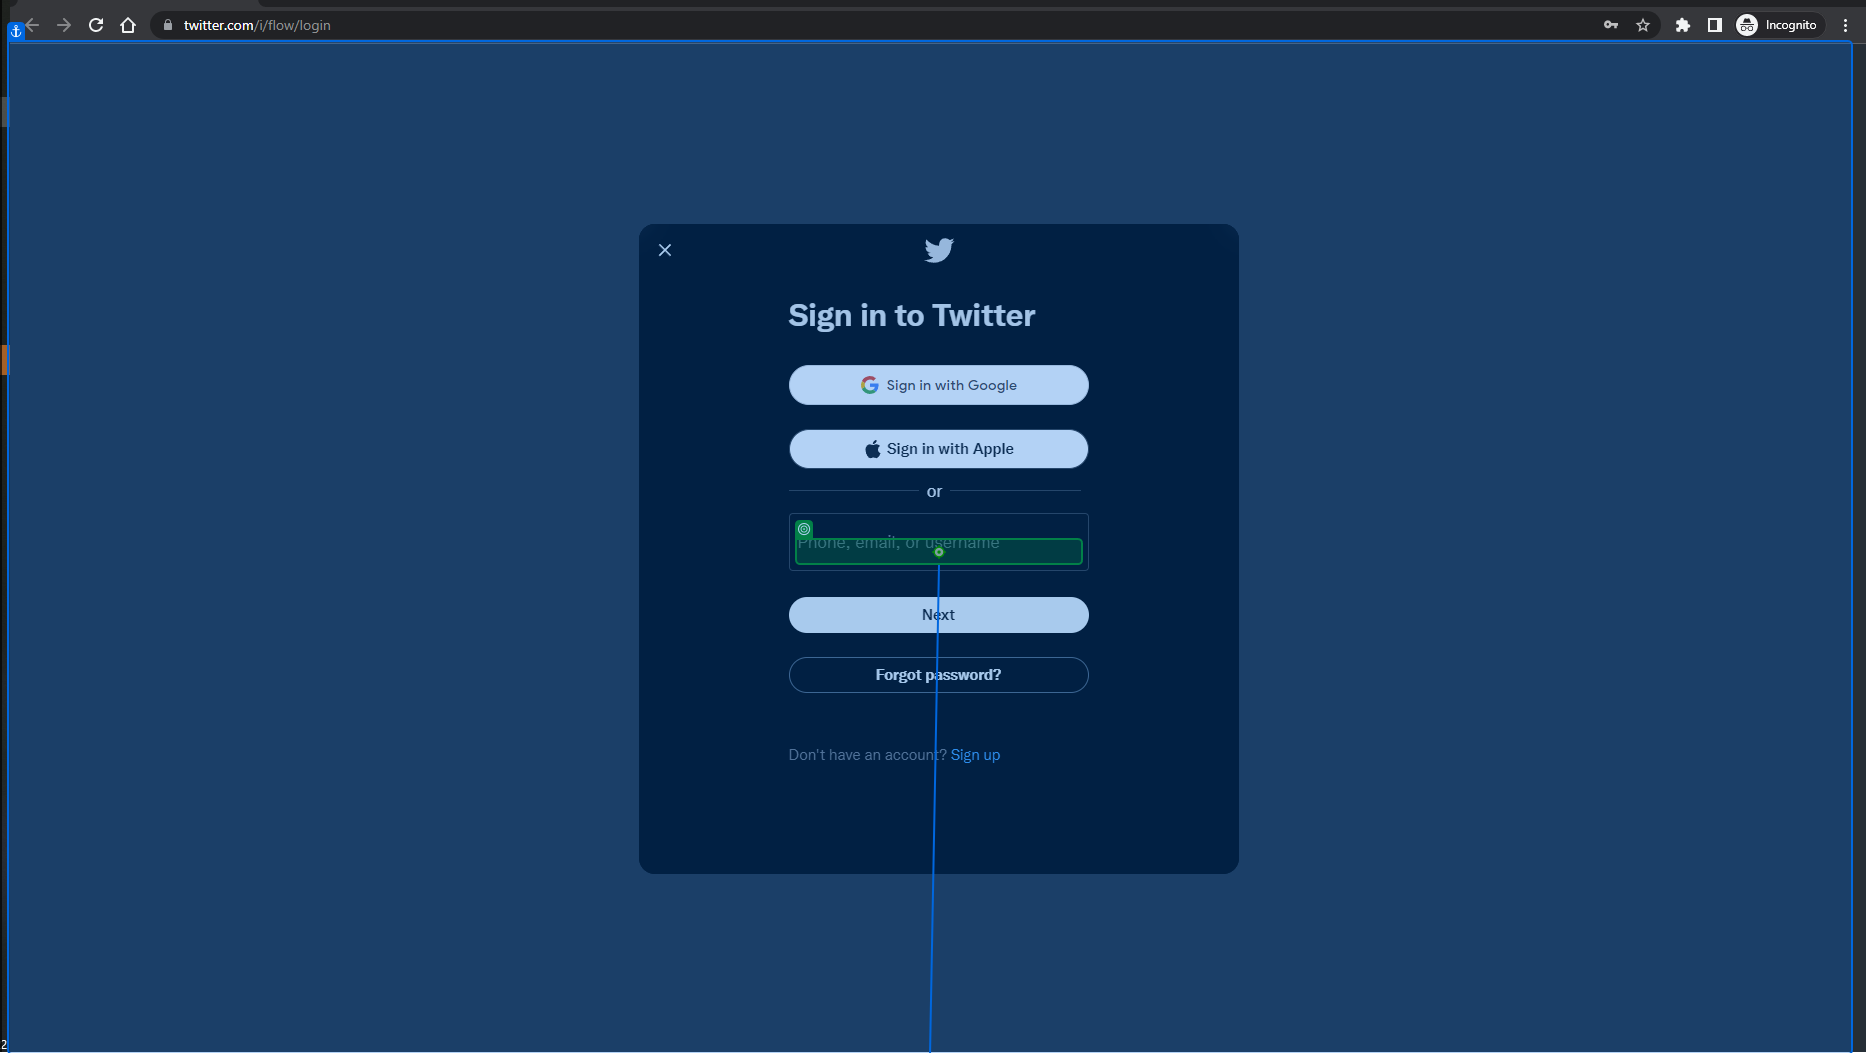 twitter.com/i/flow/login
Incognito
Sign in to Twitter
Sign in with Google
Sign in with Apple
or
Phone, email, or username
Next
Forgot password?
Don't have an account? Sign up
2